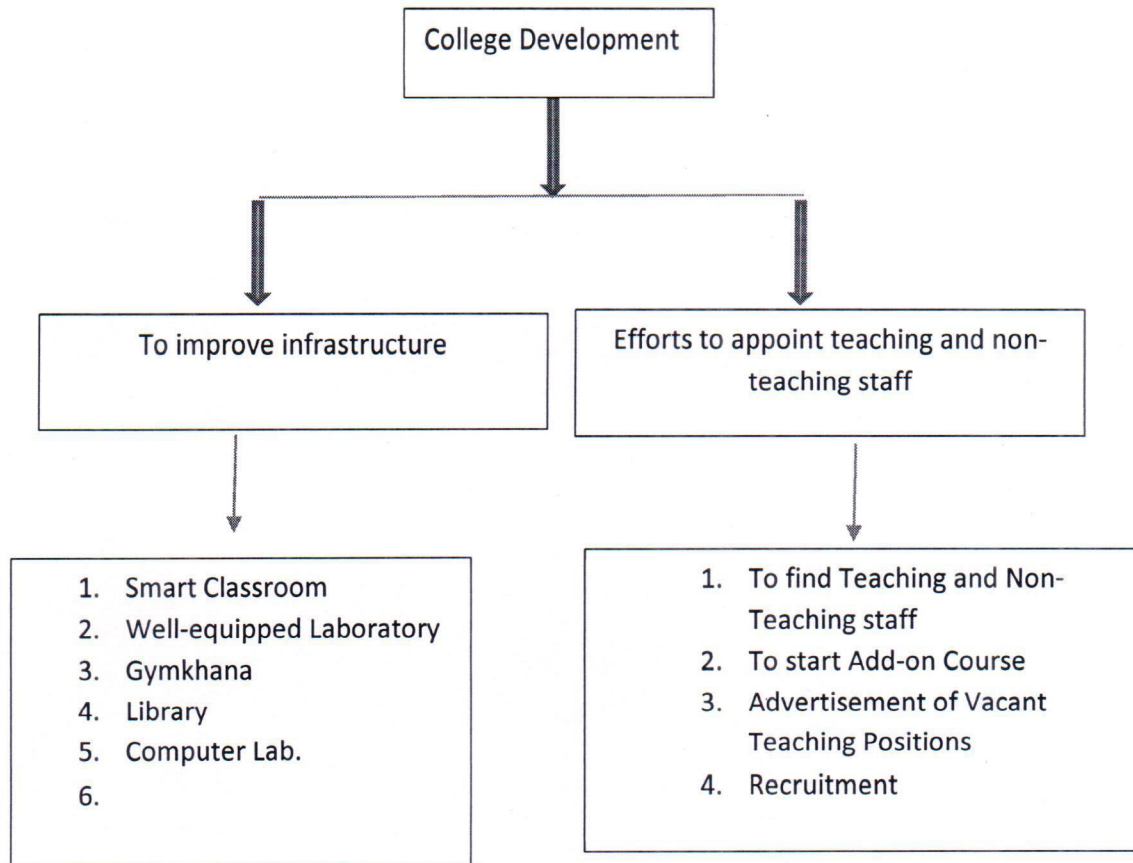 College Development
To improve infrastructure
Efforts to appoint teaching and non-
teaching staff
1. Smart Classroom
2. Well-equipped Laboratory
3. Gymkhana
4. Library
5. Computer Lab.
6.
1. To find Teaching and Non-
Teaching staff
2. To start Add-on Course
3. Advertisement of Vacant
Teaching Positions
4. Recruitment